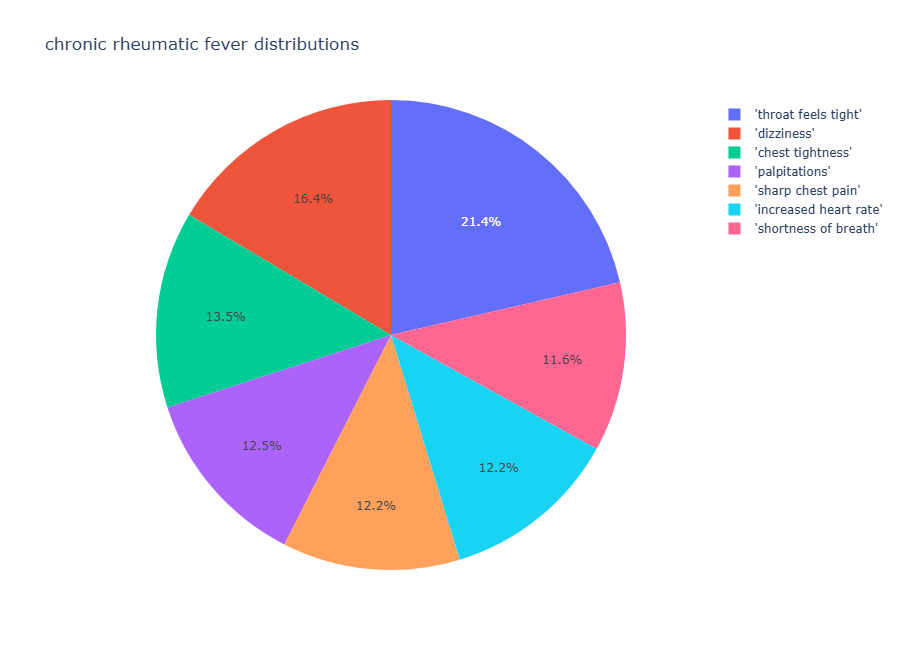 chronic rheumatic fever distributions
'throat feels tight'
'dizziness'
'chest tightness'
'palpitations'
'sharp chest pain'
'increased heart rate'
'shortness of breath'
16.4%
21.4%
13.5%
11.6%
12.5%
12.2%
12.2%